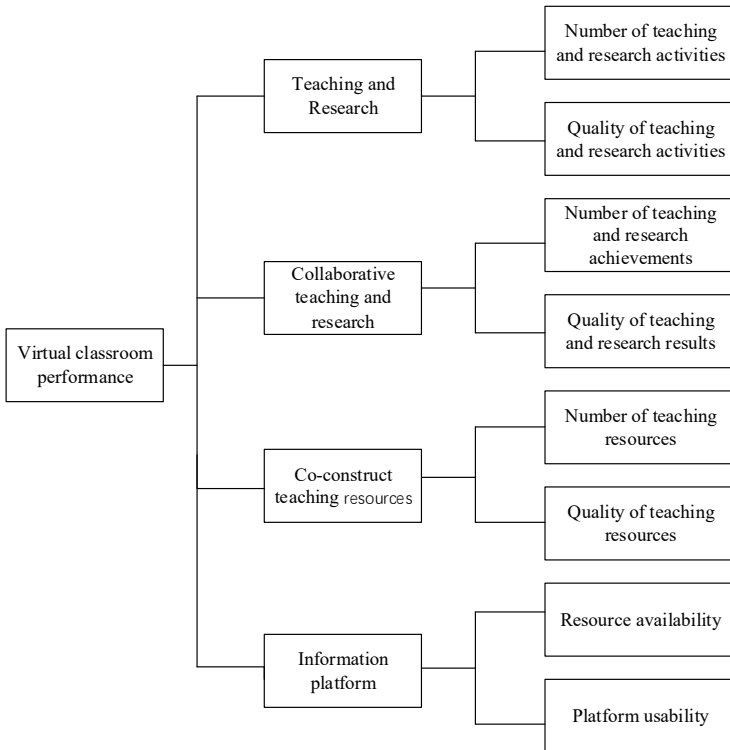 Virtual classroom
performance
Teaching and
Research
Number of teaching
and research activities
Quality of teaching
and research activities
Collaborative
teaching and
research
Number of teaching
and research
achievements
Quality of teaching
and research results
Co-construct
teaching resources
Number of teaching
resources
Quality of teaching
resources
Information
platform
Resource availability
Platform usability